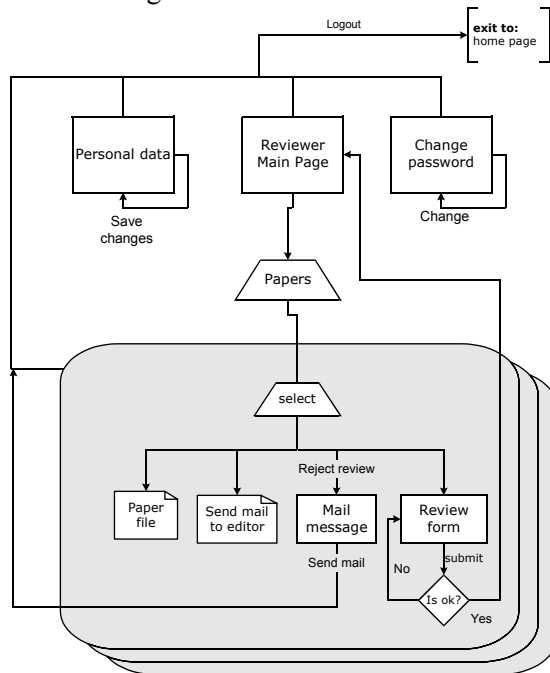 Logout
exit to:
home page
Personal data
Reviewer
Main Page
Change
password
Save
changes
Change
Papers
select
Reject review
Paper
file
Send mail
to editor
Mail
message
Review
form
Send mail
submit
No
Is ok?
Yes